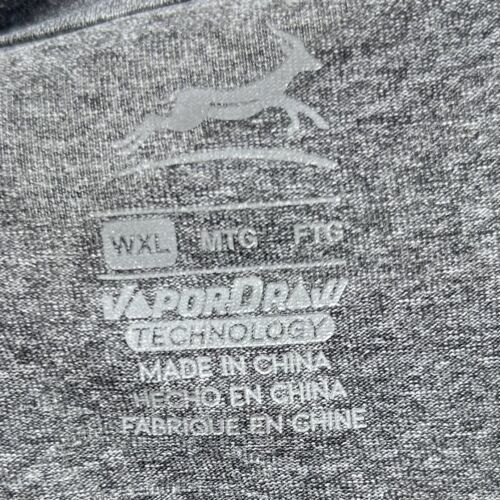 WXL MTG FTG
VAPORDRAW
TECHNOLOGY
MADE IN CHINA
HECHO EN CHINA
FABRIQUE EN CHINE